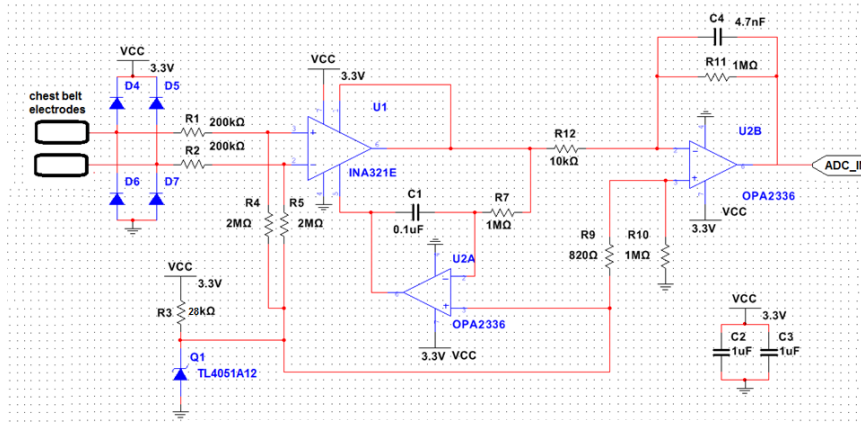 C4
4.7nF
VCC
3.3V
D4
D5
R11
1MΩ
chest belt
electrodes
VCC
3.3V
U1
R1
200kΩ
R12
U2B
200kΩ
R2
10kΩ
INA321E
ADC_I
D6
D7
OPA2336
C1
R7
R4
R5
VCC
2MΩ
2MΩ
0.1uF
1MΩ
R9
R10
3.3V
820Ω
1MΩ
U2A
VCC
3.3V
R3
28kΩ
OPA2336
VCC
3.3V
3.3V
VCC
Q1
C2
C3
TL4051A12
1uF
1uF